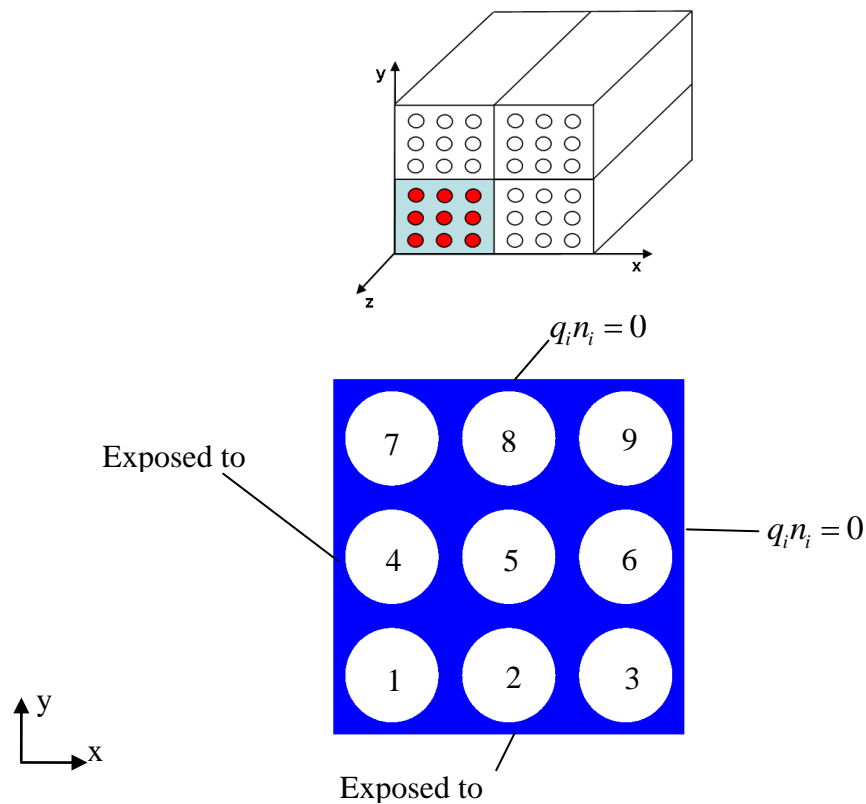 y
x
z
qᵢnᵢ = 0
7 8 9
Exposed to
qᵢnᵢ = 0
4 5 6
1 2 3
y
x
Exposed to